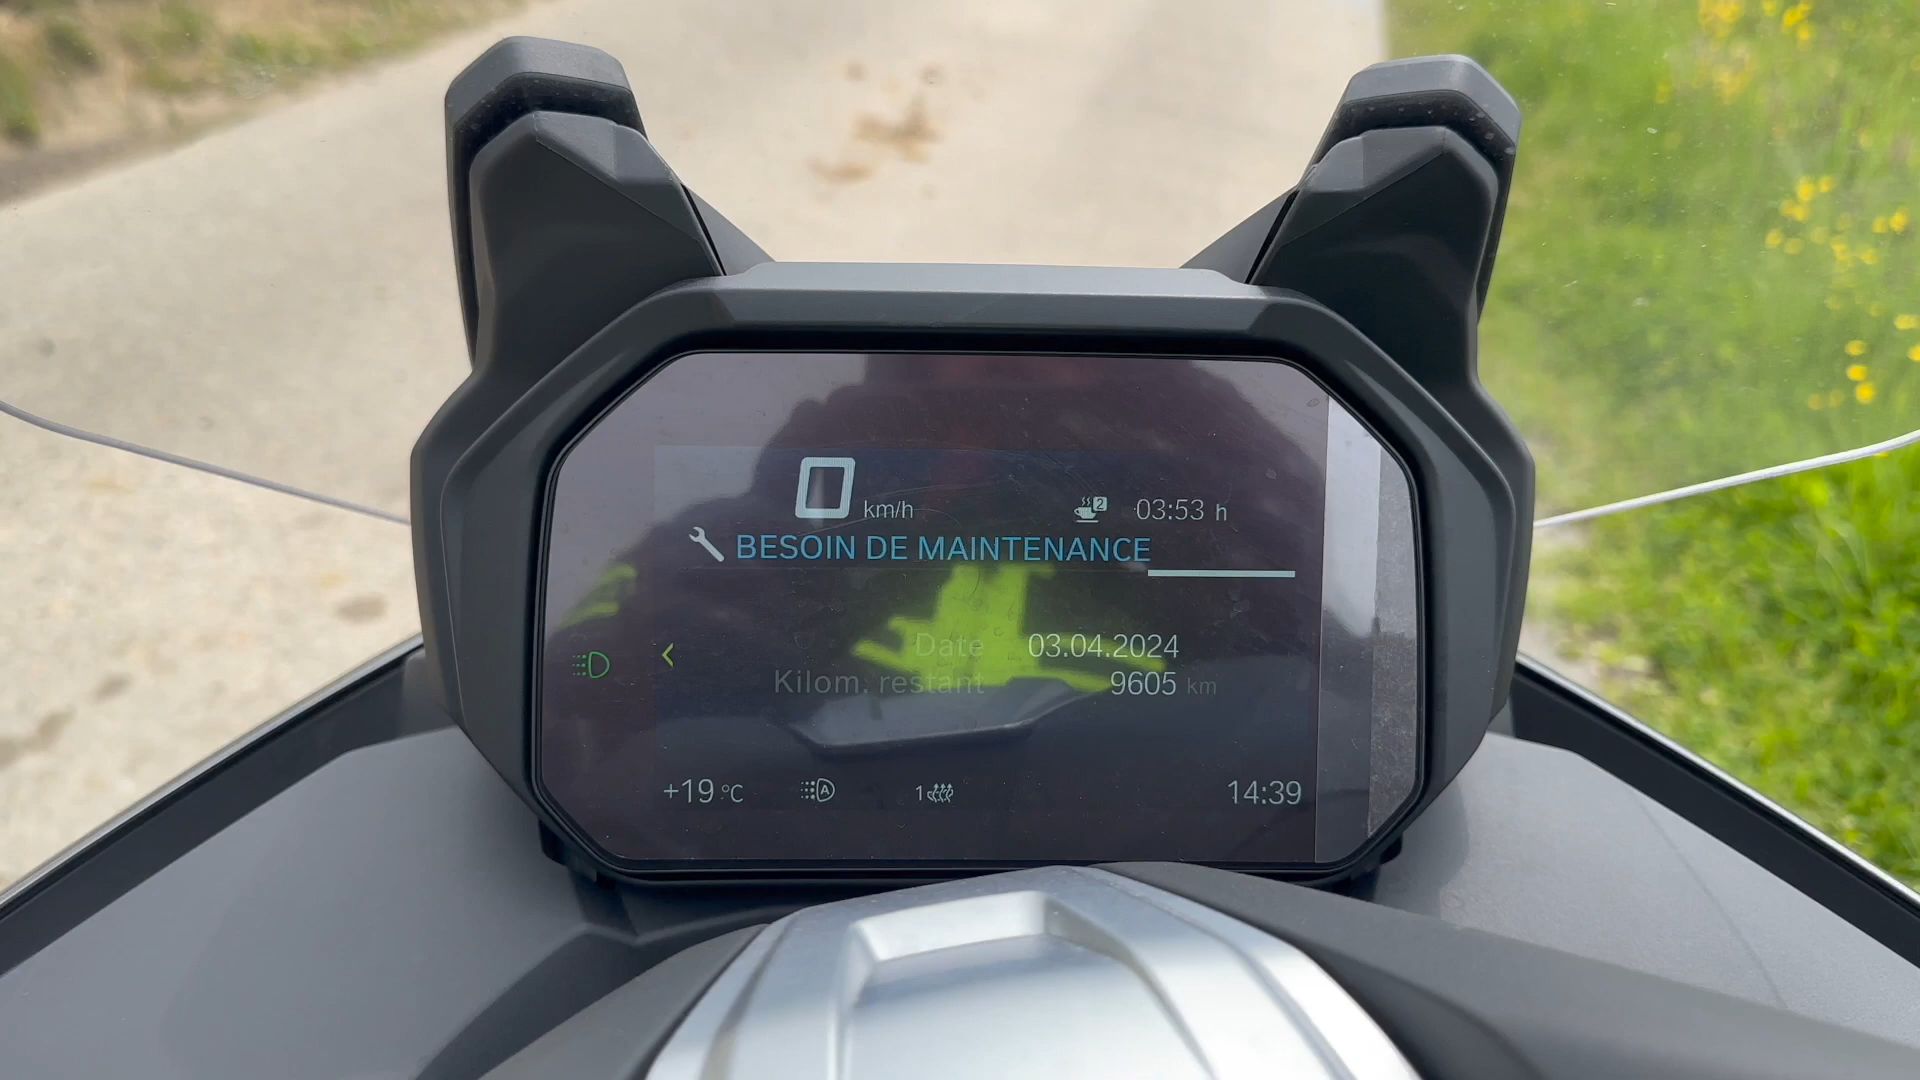 0 km/h 2 03:53 h
BESOIN DE MAINTENANCE
Date 03.04.2024
Kilom. restant 9605 km
+19 °C A 1 14:39